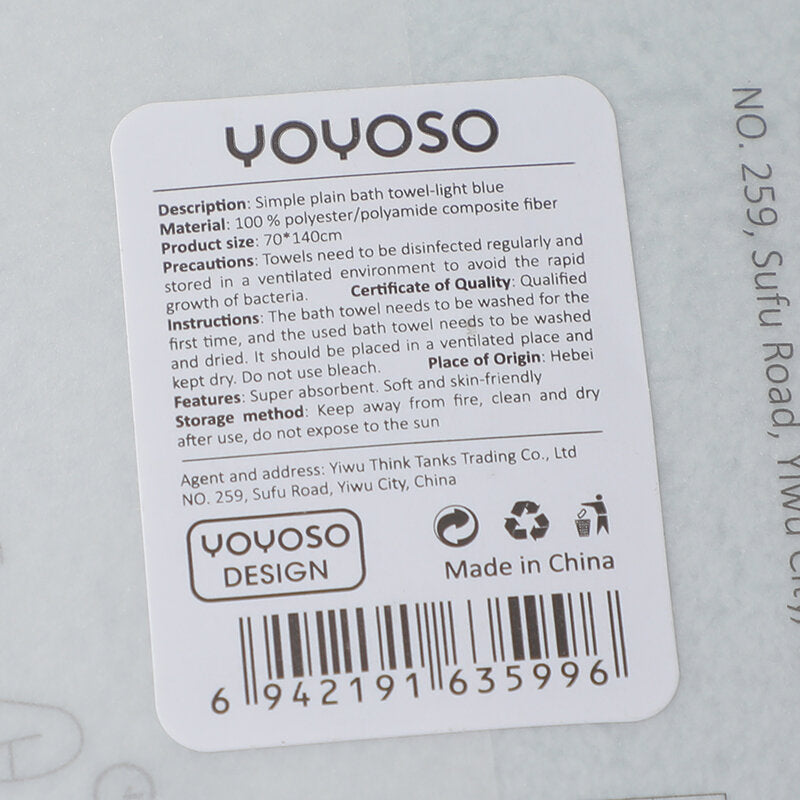 YOYOSO
Description: Simple plain bath towel-light blue
Material: 100 % polyester/polyamide composite fiber
Product size: 70*140cm
Precautions: Towels need to be disinfected regularly and
stored in a ventilated environment to avoid the rapid
growth of bacteria. Certificate of Quality: Qualified
Instructions: The bath towel needs to be washed for the
first time, and the used bath towel needs to be washed
and dried. It should be placed in a ventilated place and
kept dry. Do not use bleach. Place of Origin: Hebei
Features: Super absorbent. Soft and skin-friendly
Storage method: Keep away from fire, clean and dry
after use, do not expose to the sun
Agent and address: Yiwu Think Tanks Trading Co., Ltd
NO. 259, Sufu Road, Yiwu City, China
YOYOSO
DESIGN
Made in China
6 942191 635996
NO. 259, Sufu Road, Yiwu City,